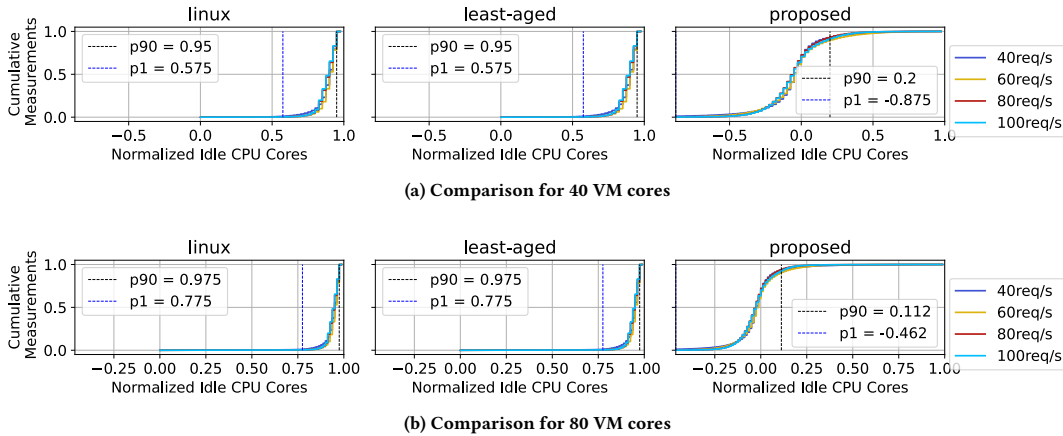 linux
least-aged
proposed
Cumulative
Measurements
1.0
0.5
0.0
p90 = 0.95
p1 = 0.575
p90 = 0.95
p1 = 0.575
p90 = 0.2
p1 = -0.875
40req/s
60req/s
80req/s
100req/s
−0.5 0.0 0.5 1.0
−0.5 0.0 0.5 1.0
−0.5 0.0 0.5 1.0
Normalized Idle CPU Cores
Normalized Idle CPU Cores
Normalized Idle CPU Cores
(a) Comparison for 40 VM cores
linux
least-aged
proposed
Cumulative
Measurements
1.0
0.5
0.0
p90 = 0.975
p1 = 0.775
p90 = 0.975
p1 = 0.775
p90 = 0.112
p1 = -0.462
40req/s
60req/s
80req/s
100req/s
−0.25 0.00 0.25 0.50 0.75 1.00
−0.25 0.00 0.25 0.50 0.75 1.00
−0.25 0.00 0.25 0.50 0.75 1.00
Normalized Idle CPU Cores
Normalized Idle CPU Cores
Normalized Idle CPU Cores
(b) Comparison for 80 VM cores